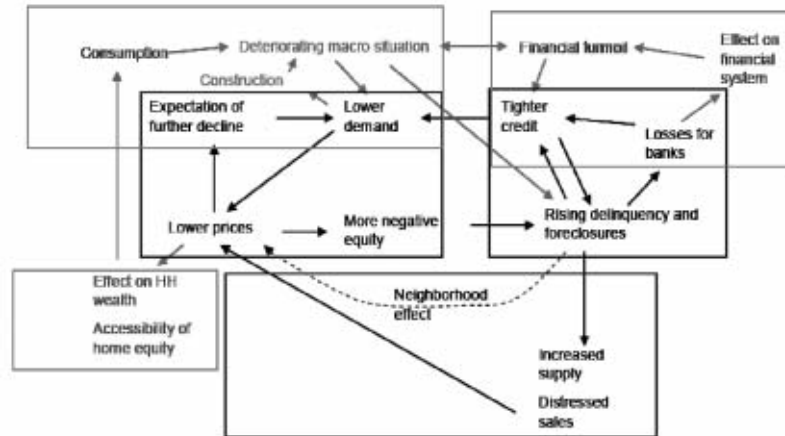 Consumption
Deteriorating macro situation
Financial turmoil
Effect on
financial
system
Construction
Expectation of
further decline
Lower
demand
Tighter
credit
Losses for
banks
Lower prices
More negative
equity
Rising delinquency and
foreclosures
Effect on HH
wealth
Accessibility of
home equity
Neighborhood
effect
Increased
supply
Distressed
sales